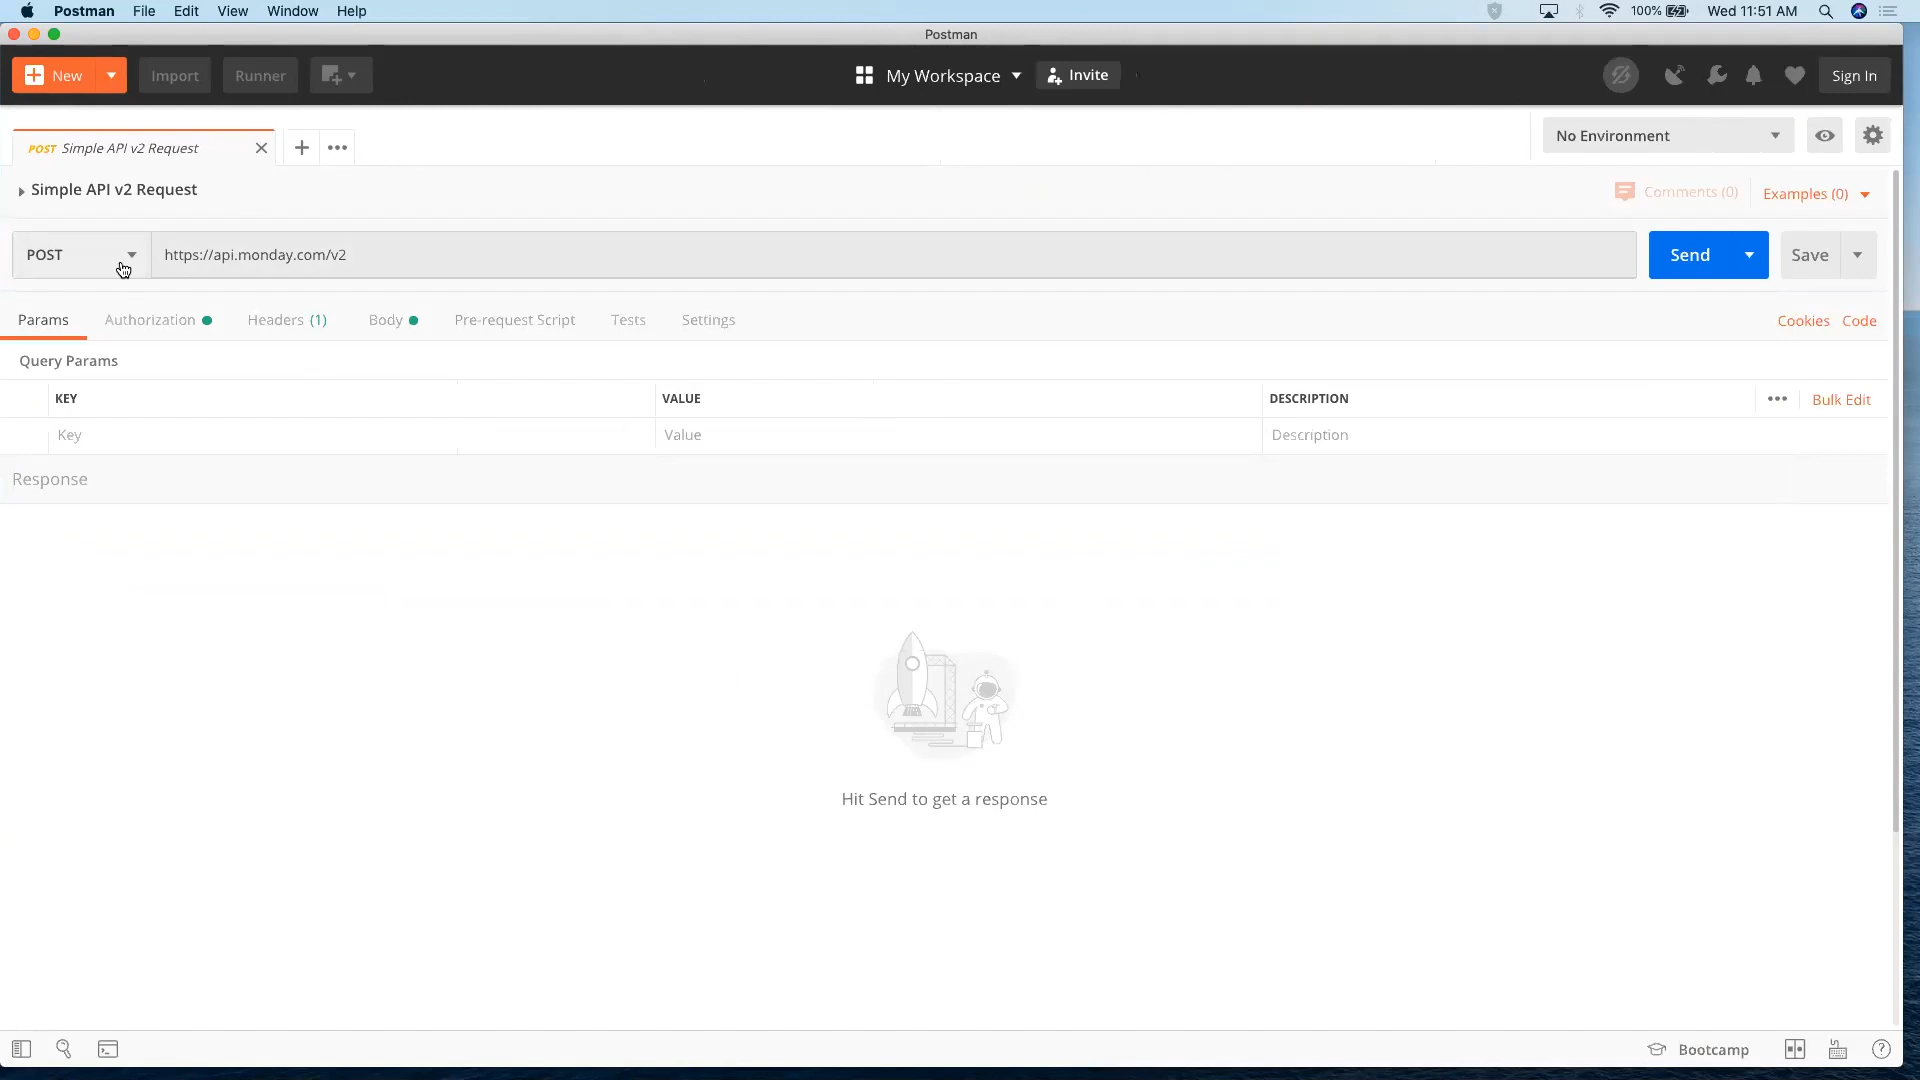 Postman File Edit View Window Help 100% Wed 11:51 AM
Postman
New Import Runner My Workspace Invite Sign In
POST Simple API v2 Request No Environment
Simple API v2 Request Comments (0) Examples (0)
POST https://api.monday.com/v2 Send Save
Params Authorization Headers (1) Body Pre-request Script Tests Settings Cookies Code
Query Params
KEY VALUE DESCRIPTION Bulk Edit
Key Value Description
Response
Hit Send to get a response
Bootcamp